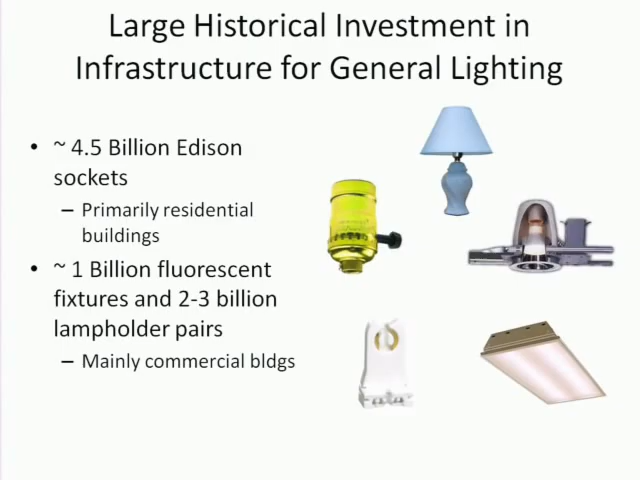 Large Historical Investment in
Infrastructure for General Lighting
• ~ 4.5 Billion Edison
sockets
– Primarily residential
buildings
• ~ 1 Billion fluorescent
fixtures and 2-3 billion
lampholder pairs
– Mainly commercial bldgs